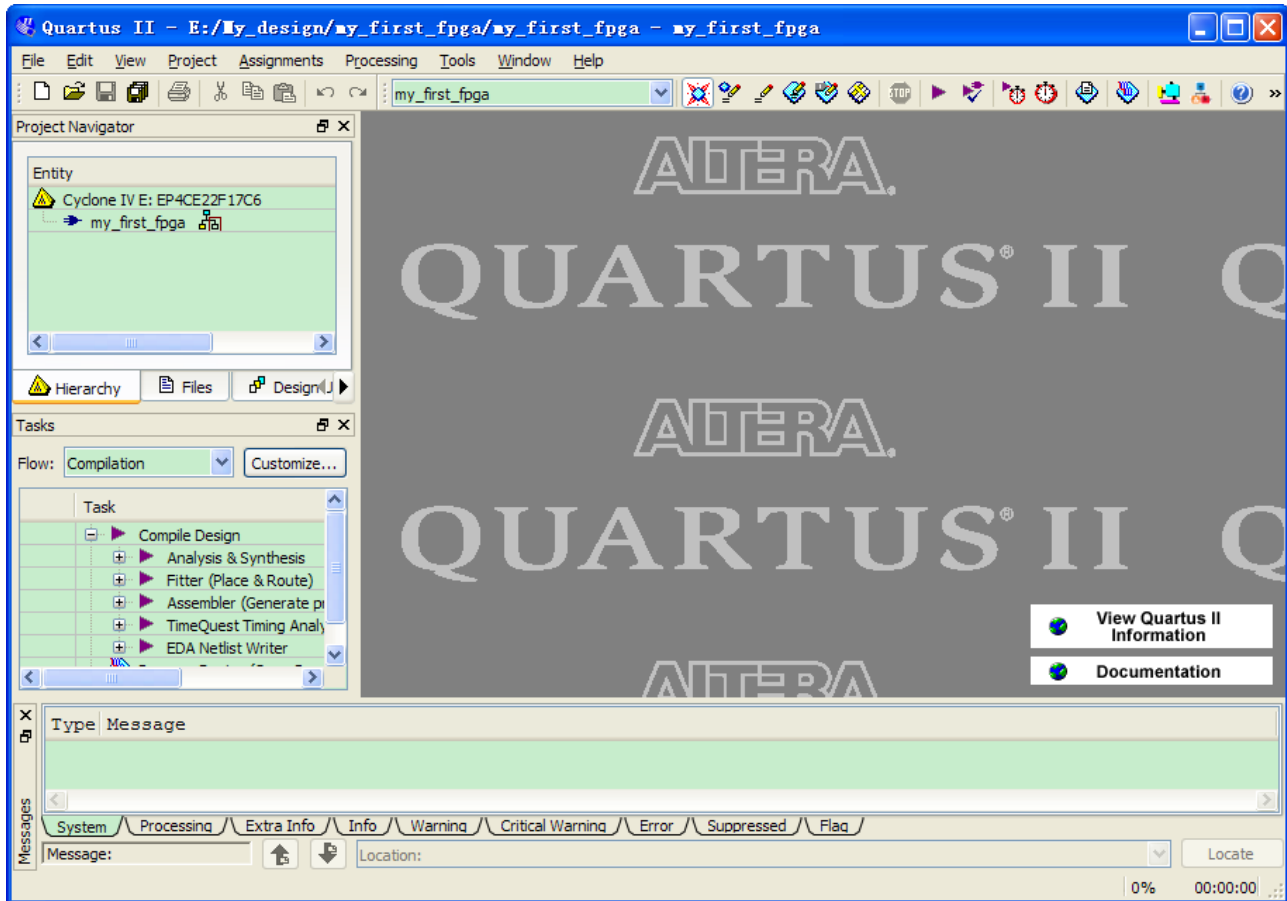 Quartus II - E:/My_design/my_first_fpga/my_first_fpga - my_first_fpga
File Edit View Project Assignments Processing Tools Window Help
my_first_fpga
STOP
Project Navigator
Entity
Cyclone IV E: EP4CE22F17C6
my_first_fpga
Hierarchy Files Design
Tasks
Flow: Compilation Customize...
Task
Compile Design
Analysis & Synthesis
Fitter (Place & Route)
Assembler (Generate pr
TimeQuest Timing Analy
EDA Netlist Writer
ALTERA.
QUARTUS® II Q
ALTERA.
QUARTUS® II Q
ALTERA
View Quartus II
Information
Documentation
Messages
Type Message
System Processing Extra Info Info Warning Critical Warning Error Suppressed Flag
Message: Location: Locate
0% 00:00:00